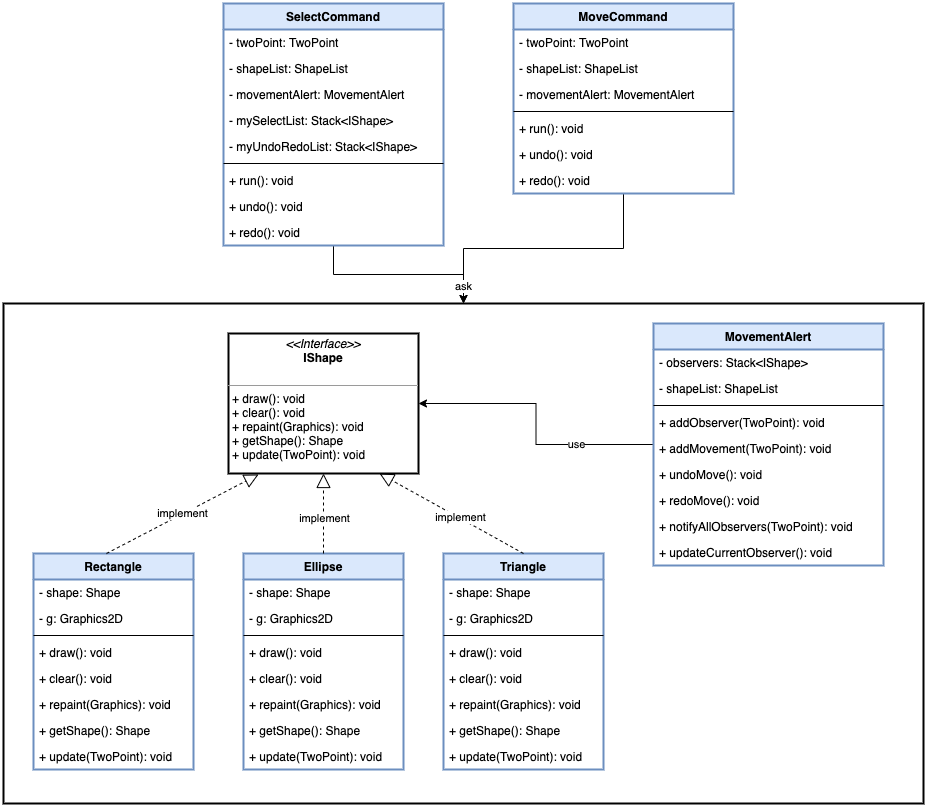 SelectCommand
- twoPoint: TwoPoint
- shapeList: ShapeList
- movementAlert: MovementAlert
- mySelectList: Stack<IShape>
- myUndoRedoList: Stack<IShape>
+ run(): void
+ undo(): void
+ redo(): void
MoveCommand
- twoPoint: TwoPoint
- shapeList: ShapeList
- movementAlert: MovementAlert
+ run(): void
+ undo(): void
+ redo(): void
ask
<<Interface>>
IShape
+ draw(): void
+ clear(): void
+ repaint(Graphics): void
+ getShape(): Shape
+ update(TwoPoint): void
use
MovementAlert
- observers: Stack<IShape>
- shapeList: ShapeList
+ addObserver(TwoPoint): void
+ addMovement(TwoPoint): void
+ undoMove(): void
+ redoMove(): void
+ notifyAllObservers(TwoPoint): void
+ updateCurrentObserver(): void
implement
implement
implement
Rectangle
- shape: Shape
- g: Graphics2D
+ draw(): void
+ clear(): void
+ repaint(Graphics): void
+ getShape(): Shape
+ update(TwoPoint): void
Ellipse
- shape: Shape
- g: Graphics2D
+ draw(): void
+ clear(): void
+ repaint(Graphics): void
+ getShape(): Shape
+ update(TwoPoint): void
Triangle
- shape: Shape
- g: Graphics2D
+ draw(): void
+ clear(): void
+ repaint(Graphics): void
+ getShape(): Shape
+ update(TwoPoint): void